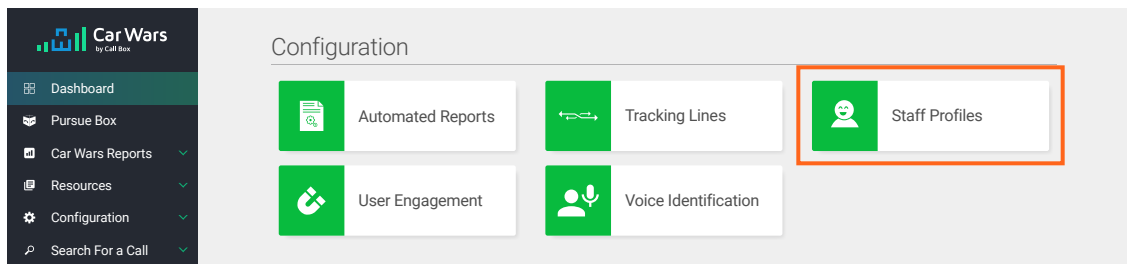 Car Wars
by Call Box
Dashboard
Pursue Box
Car Wars Reports
Resources
Configuration
Search For a Call
Configuration
Automated Reports
Tracking Lines
Staff Profiles
User Engagement
Voice Identification